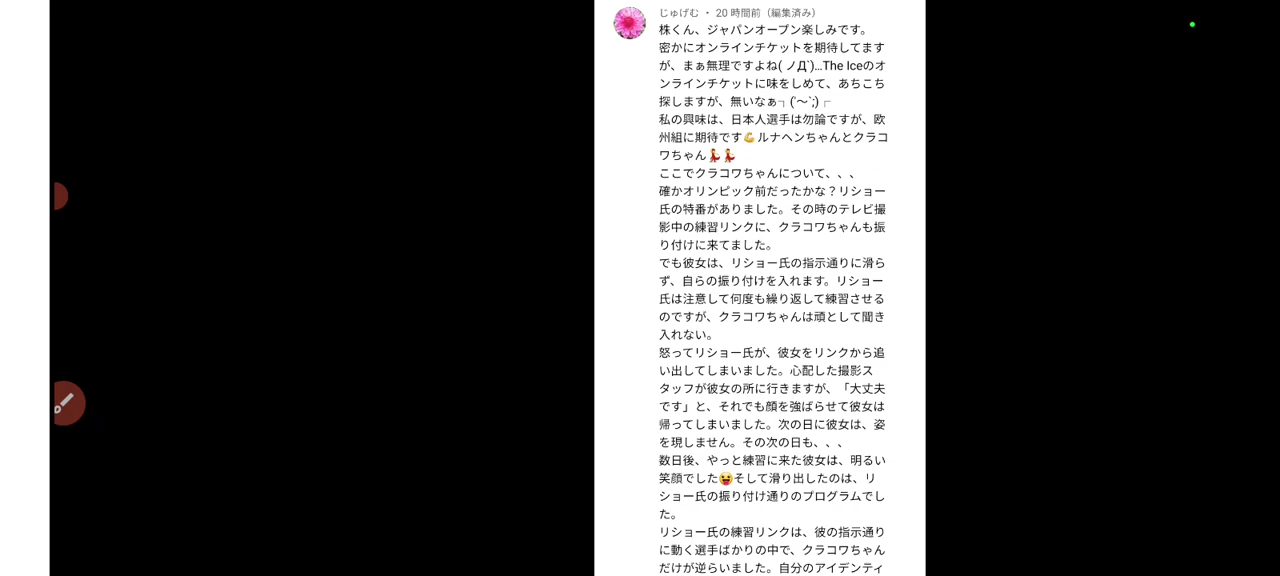 じゅげむ • 20 時間前（編集済み）
株くん、ジャパンオープン楽しみです。
密かにオンラインチケットを期待してます
が、まぁ無理ですよね( ノД`)…The Iceのオ
ンラインチケットに味をしめて、あちこち
探しますが、無いなぁ┐(´～`;)┌
私の興味は、日本人選手は勿論ですが、欧
州組に期待です💪ルナヘンちゃんとクラコ
ワちゃん💃💃
ここでクラコワちゃんについて、、、
確かオリンピック前だったかな？リショー
氏の特番がありました。その時のテレビ撮
影中の練習リンクに、クラコワちゃんも振
り付けに来てました。
でも彼女は、リショー氏の指示通りに滑ら
ず、自らの振り付けを入れます。リショー
氏は注意して何度も繰り返して練習させる
のですが、クラコワちゃんは頑として聞き
入れない。
怒ってリショー氏が、彼女をリンクから追
い出してしまいました。心配した撮影ス
タッフが彼女の所に行きますが、「大丈夫
です」と、それでも顔を強ばらせて彼女は
帰ってしまいました。次の日に彼女は、姿
を現しません。その次の日も、、、
数日後、やっと練習に来た彼女は、明るい
笑顔でした😝そして滑り出したのは、リ
ショー氏の振り付け通りのプログラムでし
た。
リショー氏の練習リンクは、彼の指示通り
に動く選手ばかりの中で、クラコワちゃん
だけが逆らいました。自分のアイデンティ